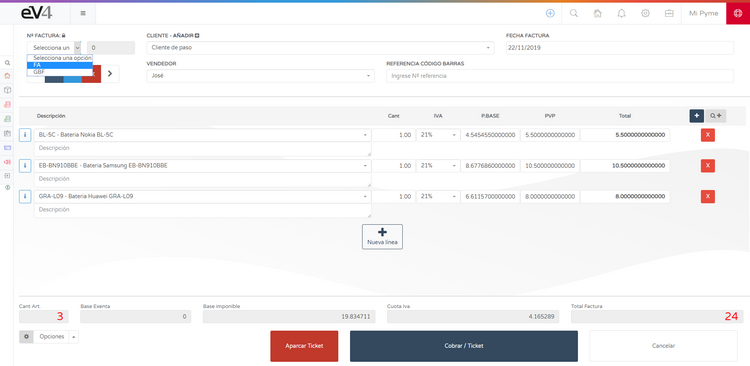 eV4
Mi Pyme
Nº FACTURA:
CLIENTE - AÑADIR
FECHA FACTURA
Selecciona un
0
Cliente de paso
22/11/2019
Selecciona una opción
FA
GBF
VENDEDOR
REFERENCIA CÓDIGO BARRAS
José
Ingrese Nº referencia
Descripción Cant IVA P.BASE PVP Total
BL-5C - Bateria Nokia BL-5C 1.00 21% 4.5454550000000 5.5000000000000 5.5000000000000 X
Descripción
EB-BN910BBE - Bateria Samsung EB-BN910BBE 1.00 21% 8.6776860000000 10.500000000000 10.5000000000000 X
Descripción
GRA-L09 - Bateria Huawei GRA-L09 1.00 21% 6.6115700000000 8.0000000000000 8.0000000000000 X
Descripción
Nueva línea
Cant Art. Base Exenta Base imponible Cuota iva Total Factura
3 0 19.834711 4.165289 24
Opciones
Aparcar Ticket
Cobrar / Ticket
Cancelar